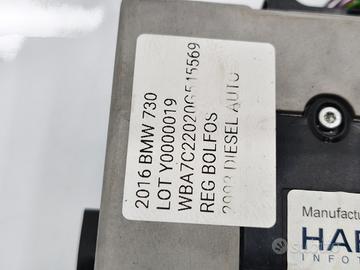 2016 BMW 730
LOT Y0000019
WBA7C22020G515569
REG BOLFOS
2993 DIESEL AUTO
Manufactu
HAR
INFOT